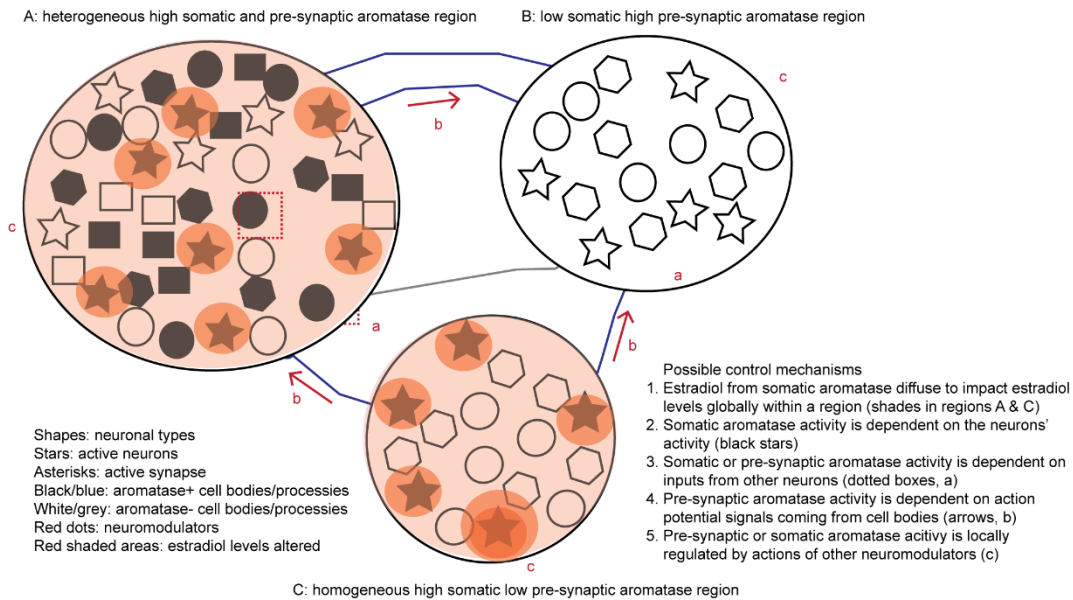 A: heterogeneous high somatic and pre-synaptic aromatase region
B: low somatic high pre-synaptic aromatase region
c
b
c
a
a
b
b
c
Shapes: neuronal types
Stars: active neurons
Asterisks: active synapse
Black/blue: aromatase+ cell bodies/processies
White/grey: aromatase- cell bodies/processies
Red dots: neuromodulators
Red shaded areas: estradiol levels altered
Possible control mechanisms
1. Estradiol from somatic aromatase diffuse to impact estradiol
levels globally within a region (shades in regions A & C)
2. Somatic aromatase activity is dependent on the neurons'
activity (black stars)
3. Somatic or pre-synaptic aromatase activity is dependent on
inputs from other neurons (dotted boxes, a)
4. Pre-synaptic aromatase activity is dependent on action
potential signals coming from cell bodies (arrows, b)
5. Pre-synaptic or somatic aromatase acitivy is locally
regulated by actions of other neuromodulators (c)
C: homogeneous high somatic low pre-synaptic aromatase region